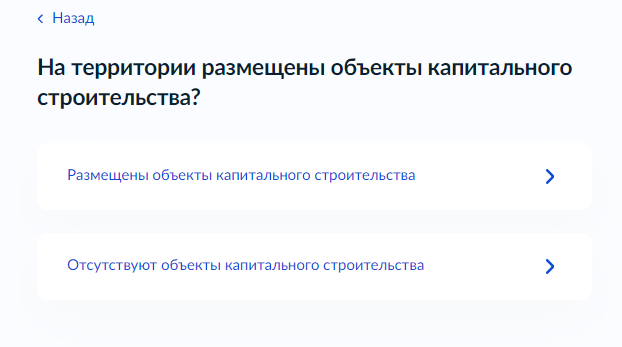 Назад
На территории размещены объекты капитального
строительства?
Размещены объекты капитального строительства
Отсутствуют объекты капитального строительства